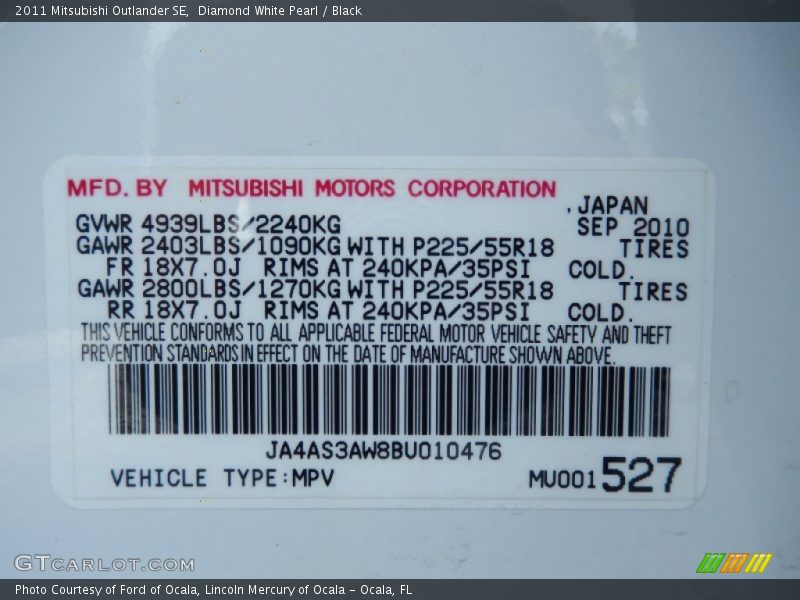 2011 Mitsubishi Outlander SE,  Diamond White Pearl / Black
MFD. BY MITSUBISHI MOTORS CORPORATION
, JAPAN
GVWR 4939LBS/2240KG SEP 2010
GAWR 2403LBS/1090KG WITH P225/55R18 TIRES
FR 18X7.0J RIMS AT 240KPA/35PSI COLD.
GAWR 2800LBS/1270KG WITH P225/55R18 TIRES
RR 18X7.0J RIMS AT 240KPA/35PSI COLD.
THIS VEHICLE CONFORMS TO ALL APPLICABLE FEDERAL MOTOR VEHICLE SAFETY AND THEFT
PREVENTION STANDARDS IN EFFECT ON THE DATE OF MANUFACTURE SHOWN ABOVE.
JA4AS3AW8BU010476
VEHICLE TYPE:MPV MU001527
GTCARLOT.COM
Photo Courtesy of Ford of Ocala, Lincoln Mercury of Ocala – Ocala, FL